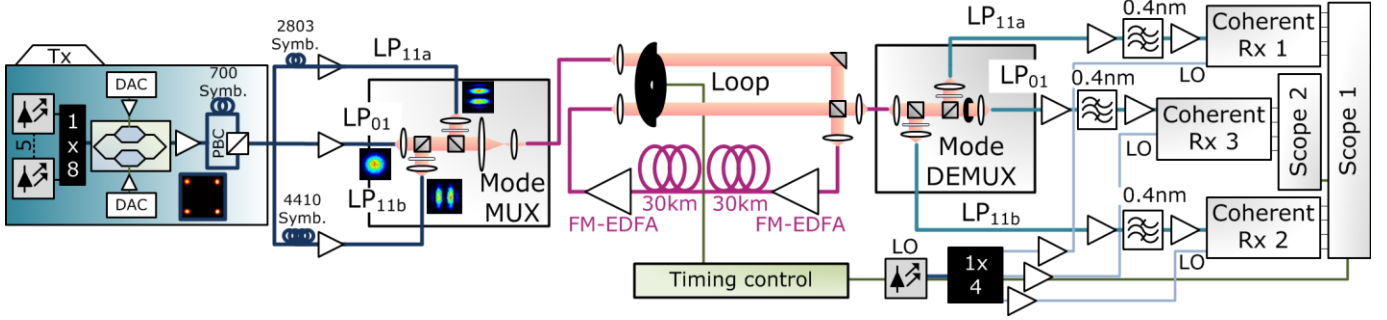 Tx
DAC
700
Symb.
5
1
x
8
PBC
DAC
2803
Symb.
LP11a
LP01
LP11b
4410
Symb.
Mode
MUX
Loop
30km
30km
FM-EDFA
FM-EDFA
Timing control
LP11a
LP01
Mode
DEMUX
LP11b
LO
1x
4
0.4nm
Coherent
Rx 1
LO
0.4nm
Coherent
Rx 3
LO
0.4nm
Coherent
Rx 2
LO
Scope 2
Scope 1